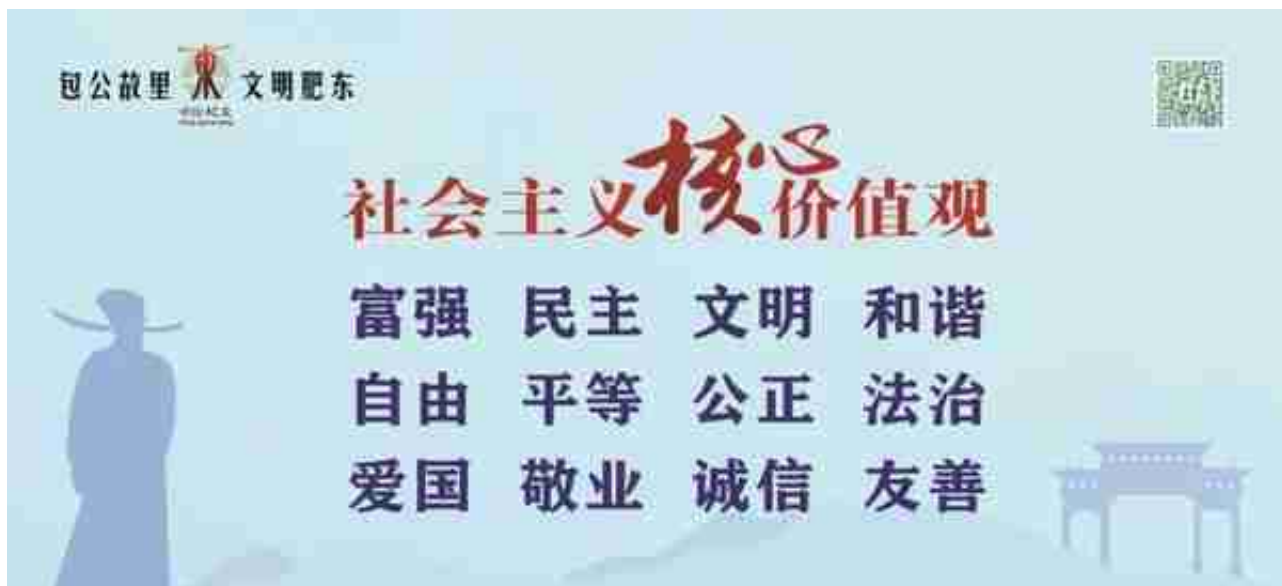 包公故里 文明肥东
社会主义核心价值观
富强 民主 文明 和谐
自由 平等 公正 法治
爱国 敬业 诚信 友善